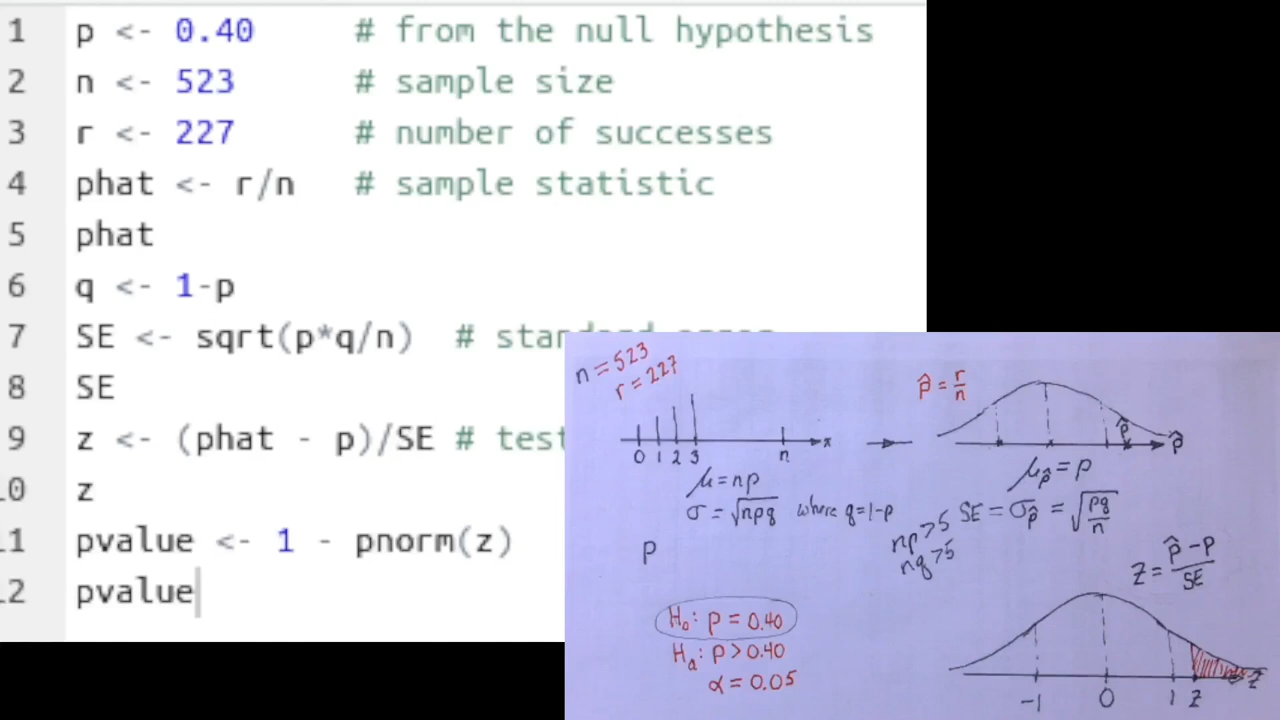 1 p <- 0.40 # from the null hypothesis
2 n <- 523 # sample size
3 r <- 227 # number of successes
4 phat <- r/n # sample statistic
5 phat
6 q <- 1-p
7 SE <- sqrt(p*q/n) #
8 SE
9 z <- (phat - p)/SE # test
10 z
11 pvalue <- 1 - pnorm(z)
12 pvalue
n = 523
r = 227
0 1 2 3 n x
μ = np
σ = √npq where q = 1-p
p
H₀: p = 0.40
Hₐ: p > 0.40
α = 0.05
p̂ = r/n
p̂ p̂
μp̂ = p
np > 5
nq > 5
SE = σp̂ = √pq/n
z = p̂ - p / SE
-1 0 1 z z